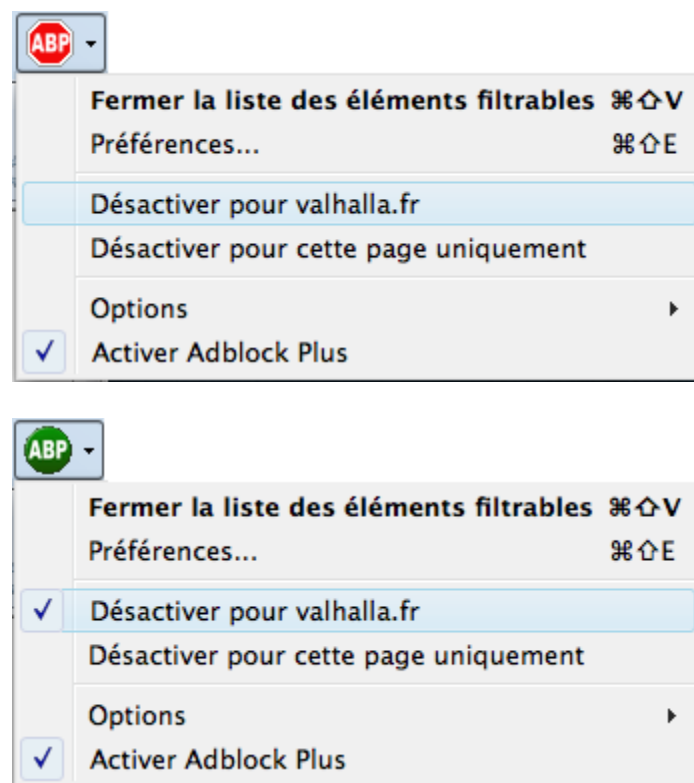 ABP
Fermer la liste des éléments filtrables ⌘⇧V
Préférences... ⌘⇧E
Désactiver pour valhalla.fr
Désactiver pour cette page uniquement
Options
✓ Activer Adblock Plus
ABP
Fermer la liste des éléments filtrables ⌘⇧V
Préférences... ⌘⇧E
✓ Désactiver pour valhalla.fr
Désactiver pour cette page uniquement
Options
✓ Activer Adblock Plus